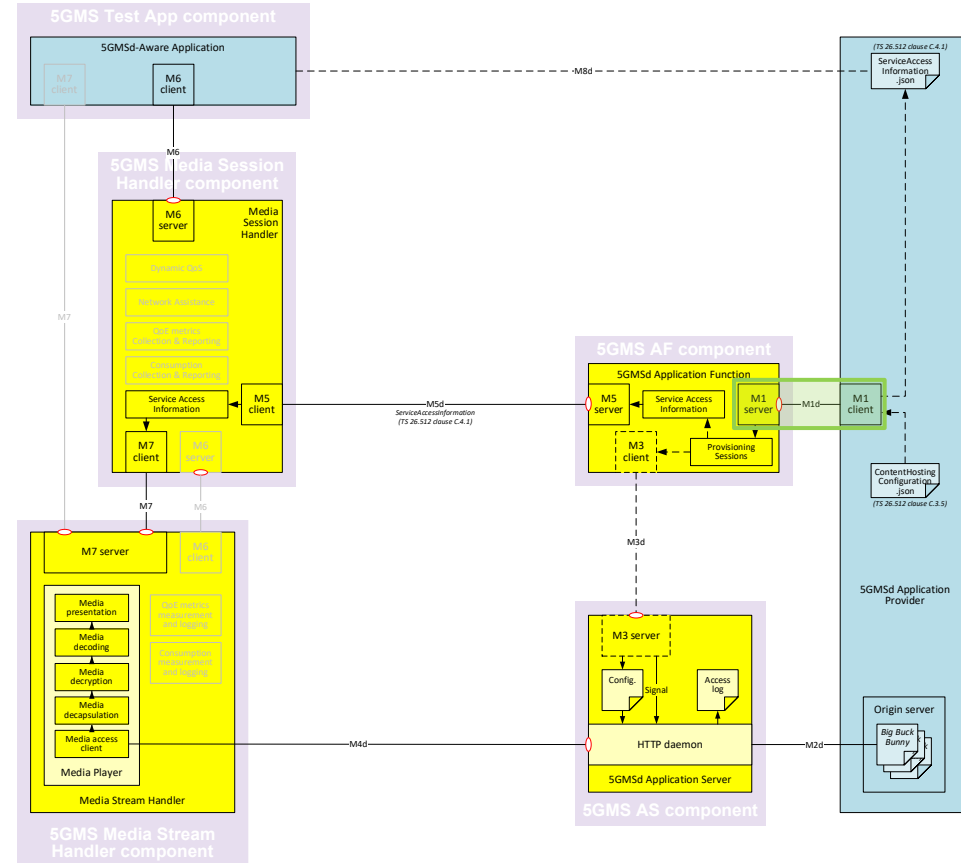 5GMS Test App component
5GMSd-Aware Application
M7
client
M6
client
M8d
(TS 26.512 clause C.4.1)
ServiceAccess
Information
.json
M6
5GMS Media Session
Handler component
M6
server
Media
Session
Handler
Dynamic QoS
Network Assistance
QoE metrics
Collection & Reporting
Consumption
Collection & Reporting
Service Access
Information
M5
client
M7
client
M6
server
M7
M5d
ServiceAccessInformation
(TS 26.512 clause C.4.1)
5GMS AF component
5GMSd Application Function
M5
server
Service Access
Information
M1
server
M3
client
Provisioning
Sessions
M1d
M1
client
ContentHosting
Configuration
.json
(TS 26.512 clause C.3.5)
M7
M6
M3d
M7 server
M6
client
Media
presentation
Media
decoding
Media
decryption
Media
decapsulation
Media access
client
Media Player
QoE metrics
measurement
and logging
Consumption
measurement
and logging
Media Stream Handler
5GMS Media Stream
Handler component
M4d
M3 server
Config.
Signal
Access
log
HTTP daemon
5GMSd Application Server
5GMS AS component
M2d
5GMSd Application
Provider
Origin server
Big Buck
Bunny